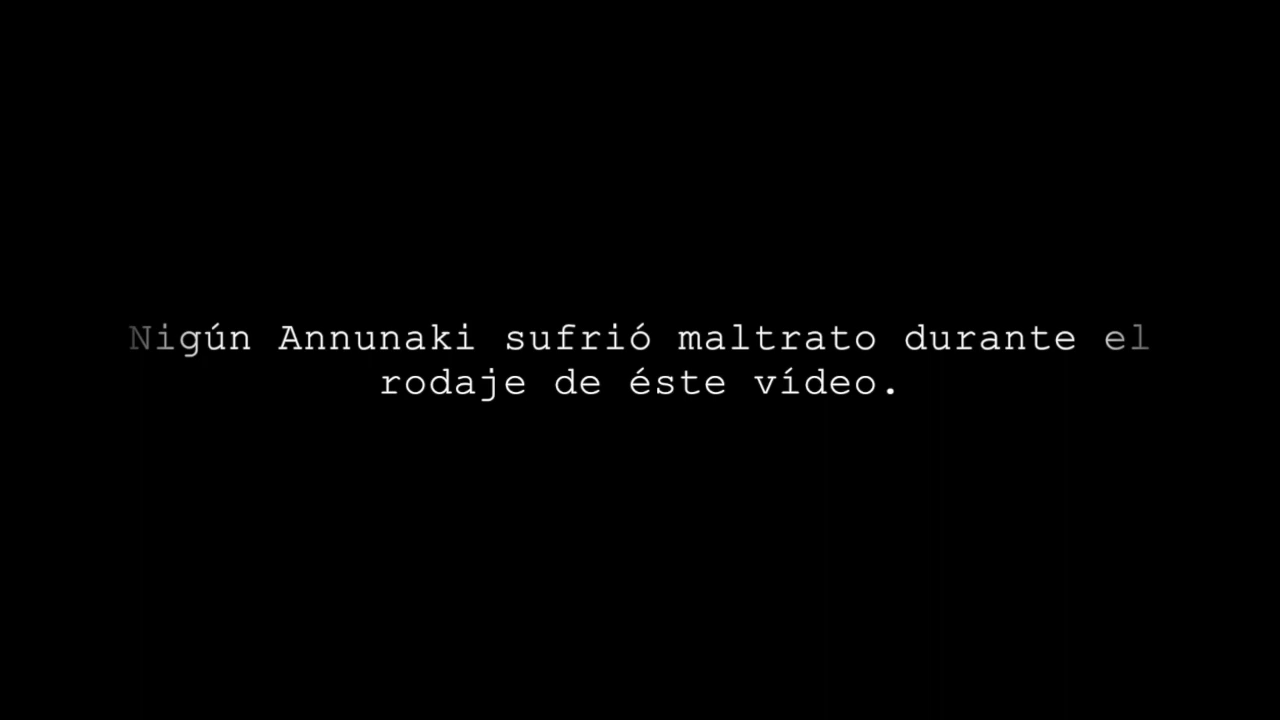 Nigún Annunaki sufrió maltrato durante el
rodaje de éste vídeo.